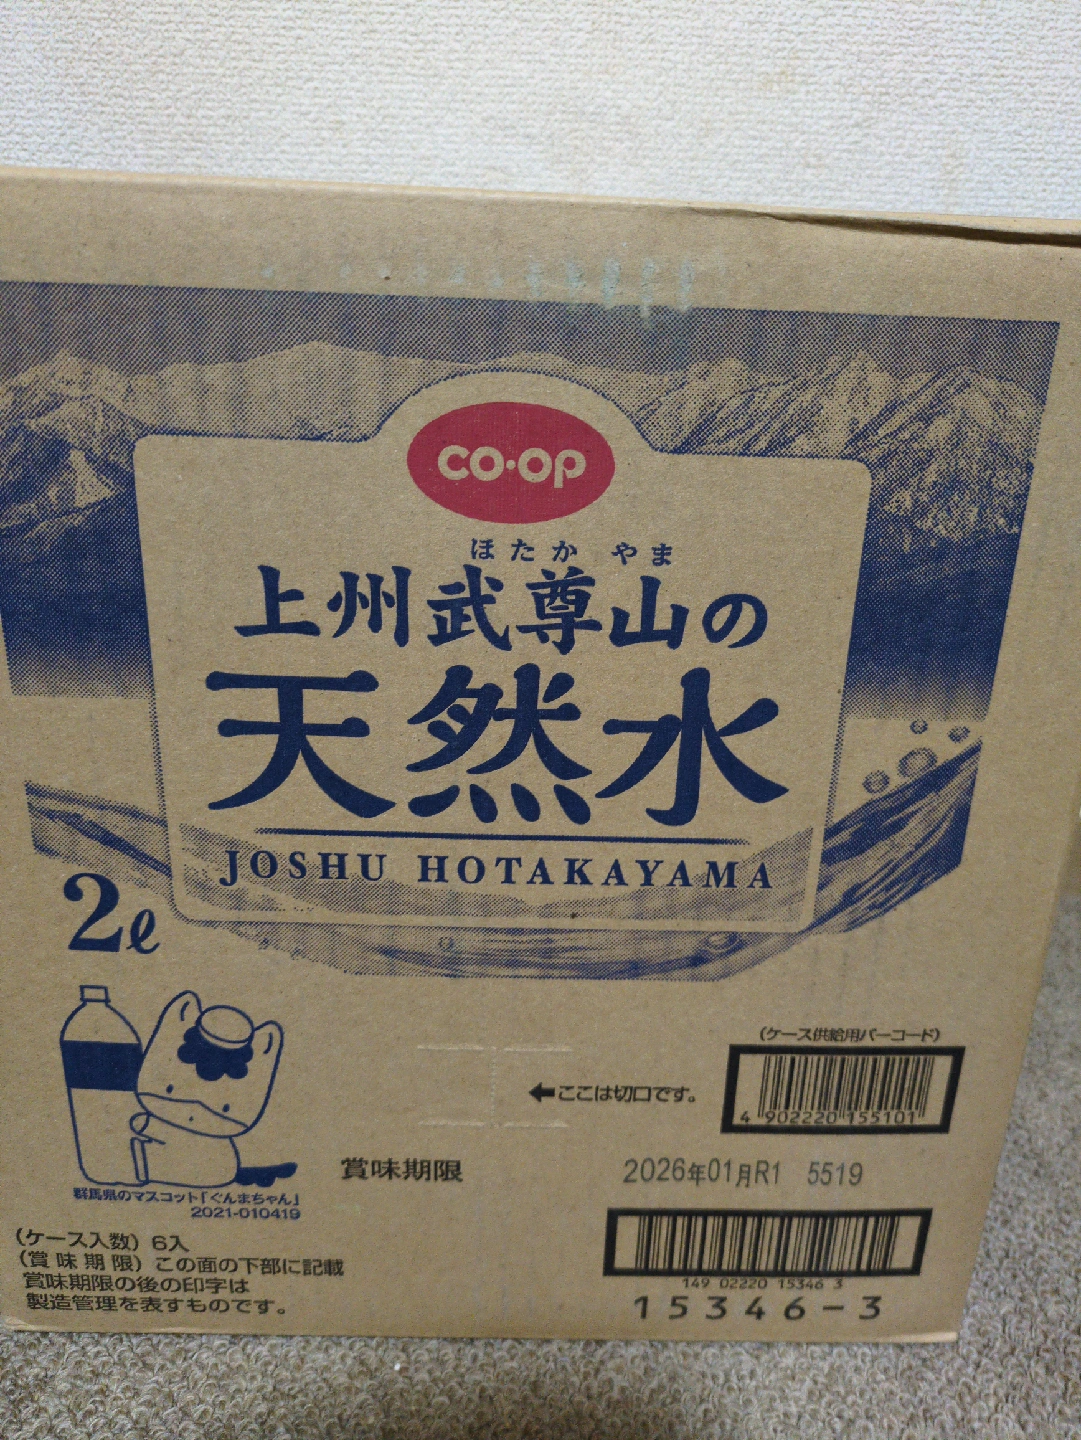 CO·OP
ほたか やま
上州武尊山の
天然水
JOSHU HOTAKAYAMA
2ℓ
(ケース供給用バーコード)
4 902220 155101
←ここは切口です。
賞味期限 2026年01月R1 5519
群馬県のマスコット「ぐんまちゃん」
2021-010419
(ケース入数) 6入
(賞味期限) この面の下部に記載
賞味期限の後の印字は
製造管理を表すものです。
149 02220 15346 3
15346-3